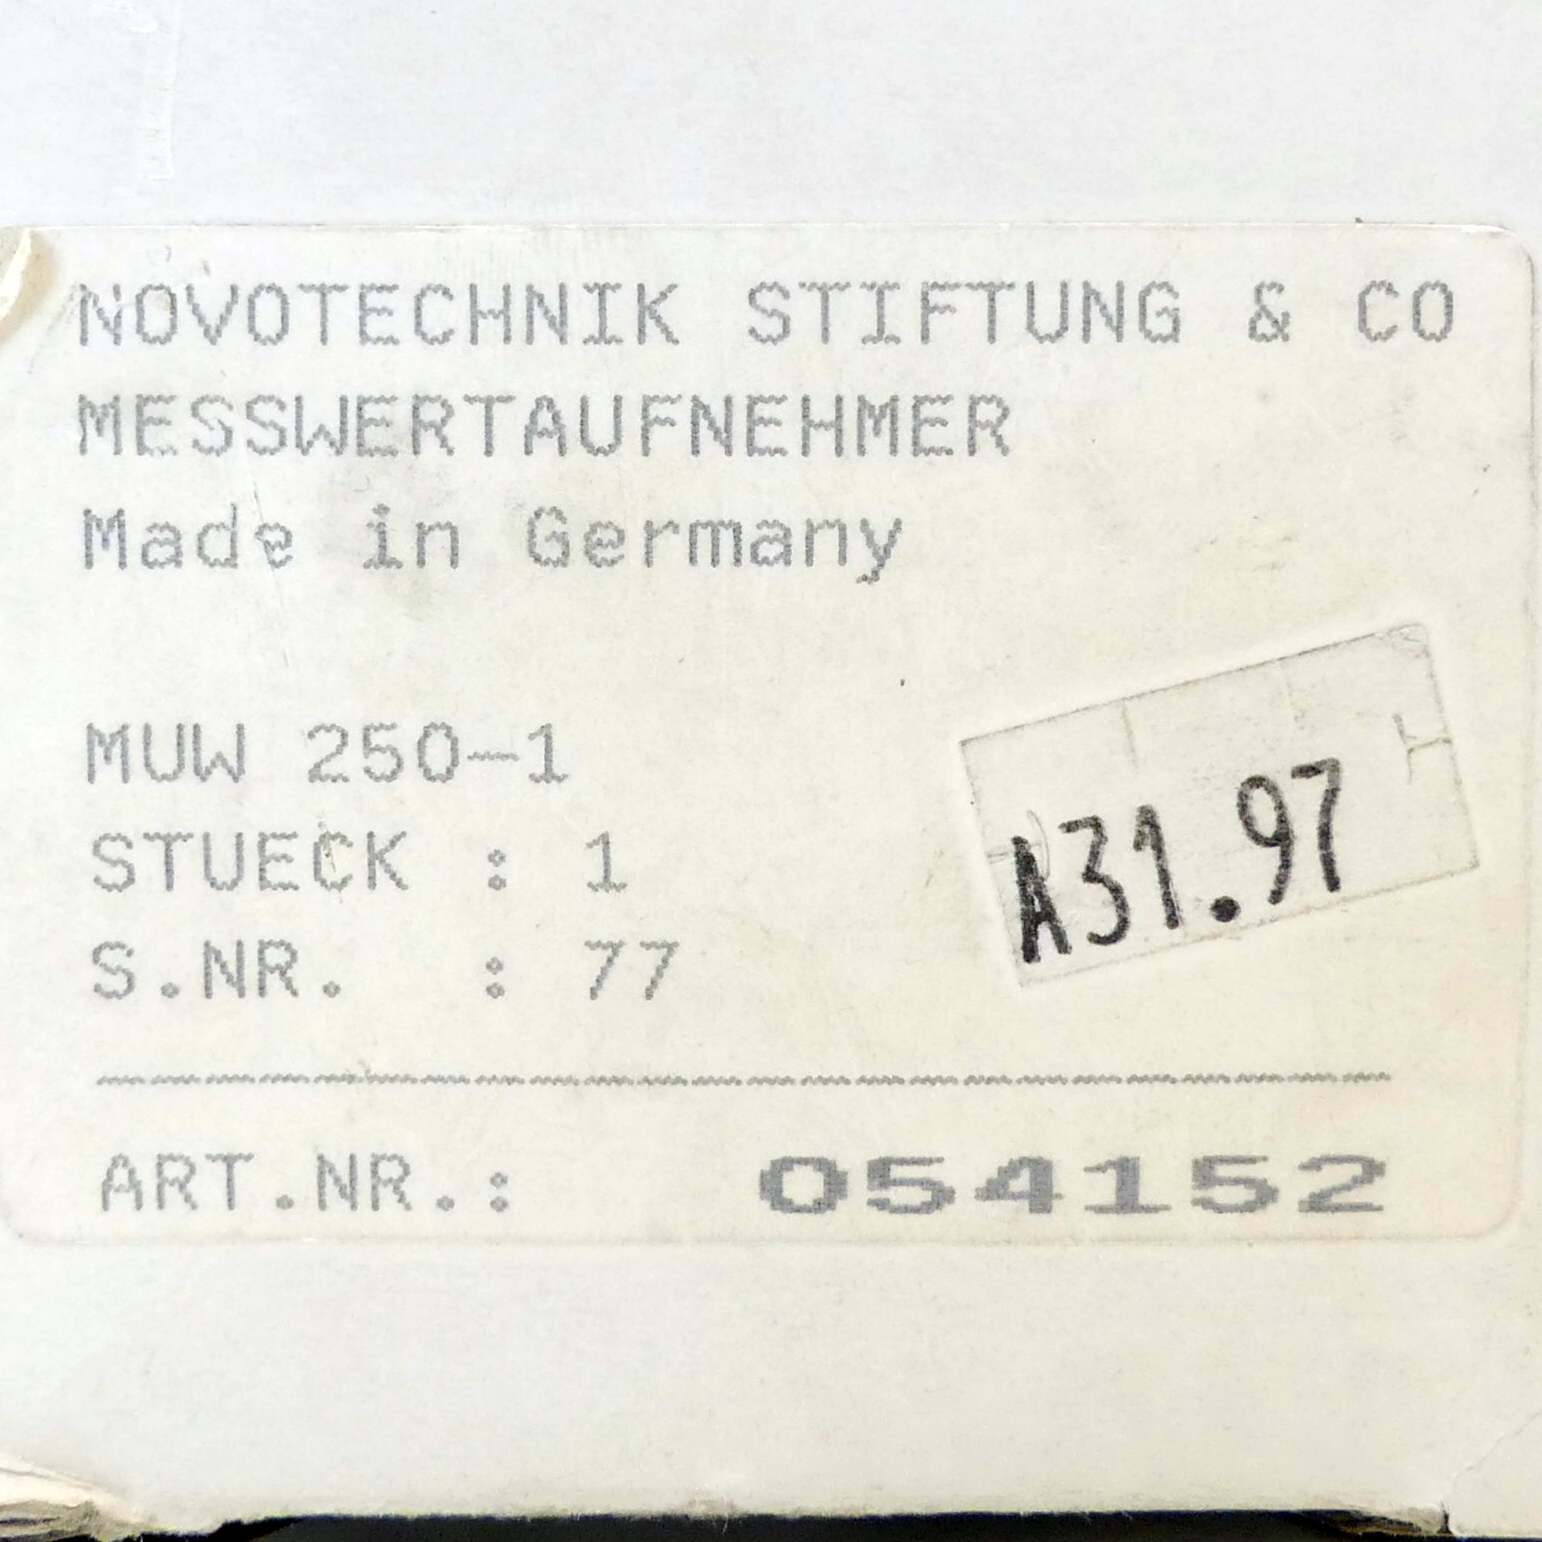 NOVOTECHNIK STIFTUNG & CO
MESSWERTAUFNEHMER
Made in Germany
MUW 250-1
STUECK : 1
S.NR. : 77
A31.97
ART.NR.: 054152